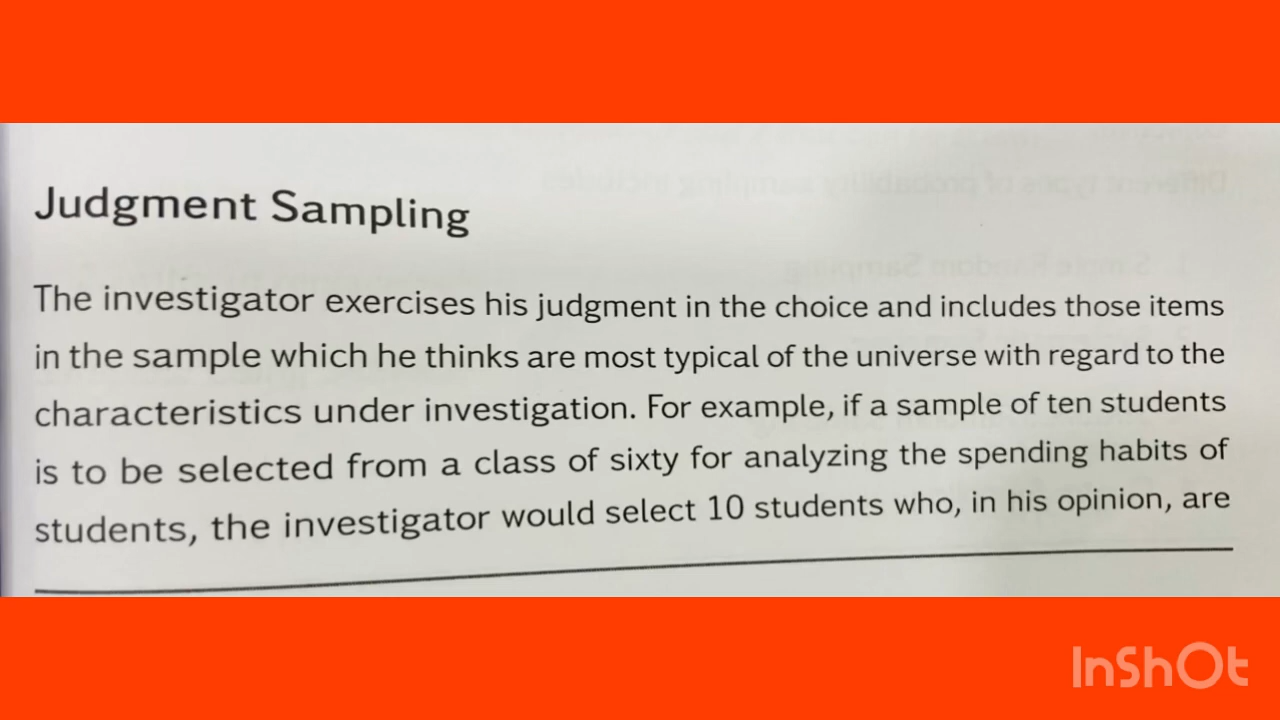 Judgment Sampling
The investigator exercises his judgment in the choice and includes those items
in the sample which he thinks are most typical of the universe with regard to the
characteristics under investigation. For example, if a sample of ten students
is to be selected from a class of sixty for analyzing the spending habits of
students, the investigator would select 10 students who, in his opinion, are
InShOt